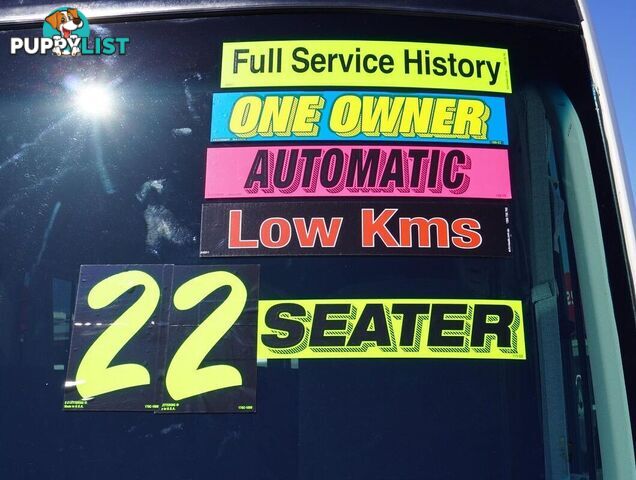 PUPPYLIST
Full Service History
ONE OWNER
AUTOMATIC
Low Kms
22 SEATER